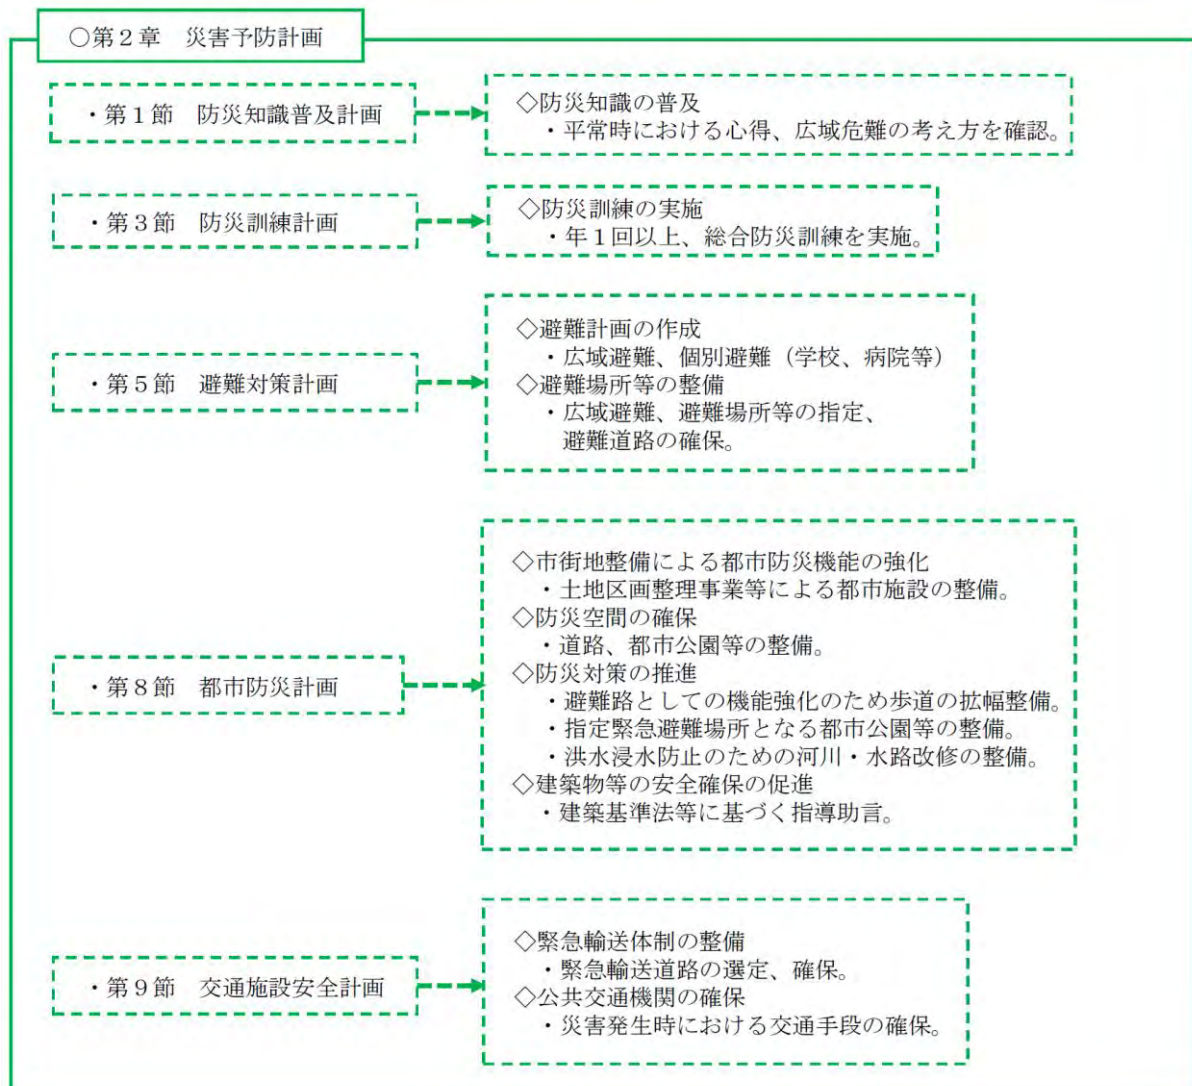 ○第2章　災害予防計画
・第1節　防災知識普及計画
◇防災知識の普及
・平常時における心得、広域危難の考え方を確認。
・第3節　防災訓練計画
◇防災訓練の実施
・年1回以上、総合防災訓練を実施。
・第5節　避難対策計画
◇避難計画の作成
・広域避難、個別避難（学校、病院等）
◇避難場所等の整備
・広域避難、避難場所等の指定、
避難道路の確保。
・第8節　都市防災計画
◇市街地整備による都市防災機能の強化
・土地区画整理事業等による都市施設の整備。
◇防災空間の確保
・道路、都市公園等の整備。
◇防災対策の推進
・避難路としての機能強化のため歩道の拡幅整備。
・指定緊急避難場所となる都市公園等の整備。
・洪水浸水防止のための河川・水路改修の整備。
◇建築物等の安全確保の促進
・建築基準法等に基づく指導助言。
・第9節　交通施設安全計画
◇緊急輸送体制の整備
・緊急輸送道路の選定、確保。
◇公共交通機関の確保
・災害発生時における交通手段の確保。